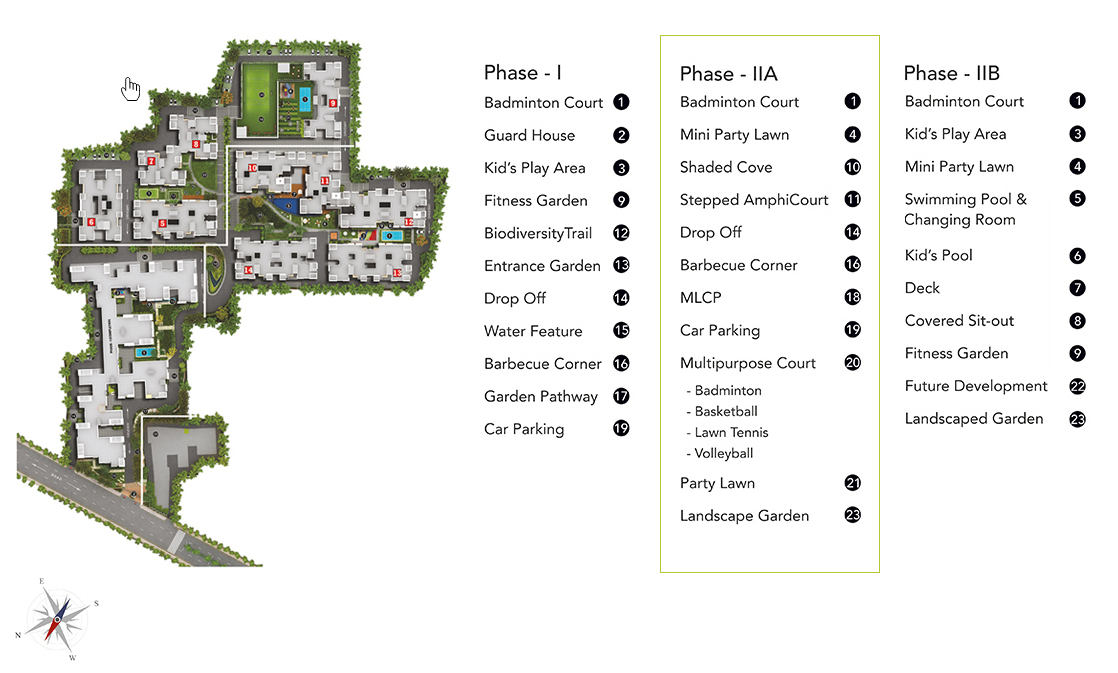 Phase - I
Badminton Court 1
Guard House 2
Kid's Play Area 3
Fitness Garden 9
BiodiversityTrail 12
Entrance Garden 13
Drop Off 14
Water Feature 15
Barbecue Corner 16
Garden Pathway 17
Car Parking 19
Phase - IIA
Badminton Court 1
Mini Party Lawn 4
Shaded Cove 10
Stepped AmphiCourt 11
Drop Off 14
Barbecue Corner 16
MLCP 18
Car Parking 19
Multipurpose Court 20
- Badminton
- Basketball
- Lawn Tennis
- Volleyball
Party Lawn 21
Landscape Garden 23
Phase - IIB
Badminton Court 1
Kid's Play Area 3
Mini Party Lawn 4
Swimming Pool & 5
Changing Room
Kid's Pool 6
Deck 7
Covered Sit-out 8
Fitness Garden 9
Future Development 22
Landscaped Garden 23
9
8
7
10
11
6
5
12
14
13
ROAD
E
S
N
W